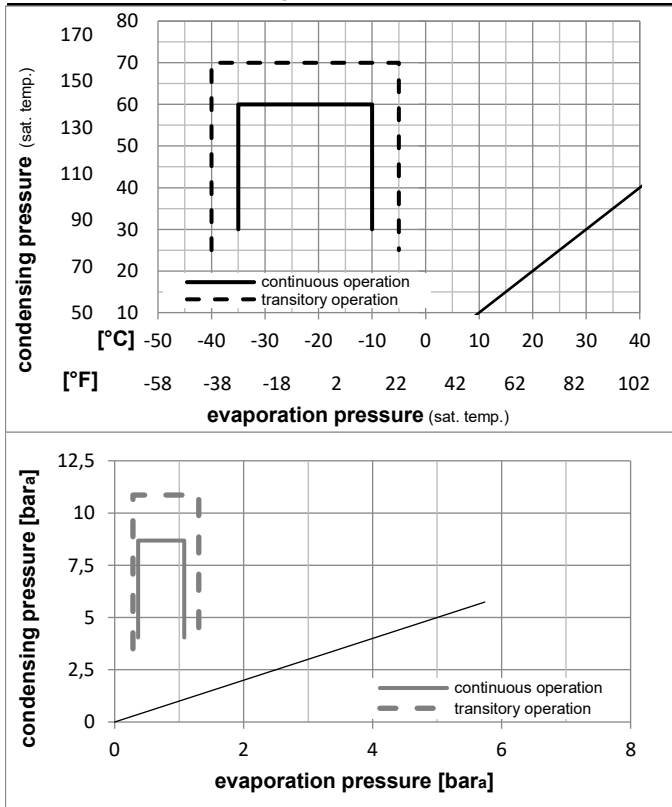 condensing pressure (sat. temp.)
170 80
150 70
130 60
50
110 40
90 30
70 20
50 10
continuous operation
transitory operation
[°C] -50 -40 -30 -20 -10 0 10 20 30 40
[°F] -58 -38 -18 2 22 42 62 82 102
evaporation pressure (sat. temp.)
condensing pressure [bara]
12,5
10
7,5
5
2,5
0
continuous operation
transitory operation
0 2 4 6 8
evaporation pressure [bara]